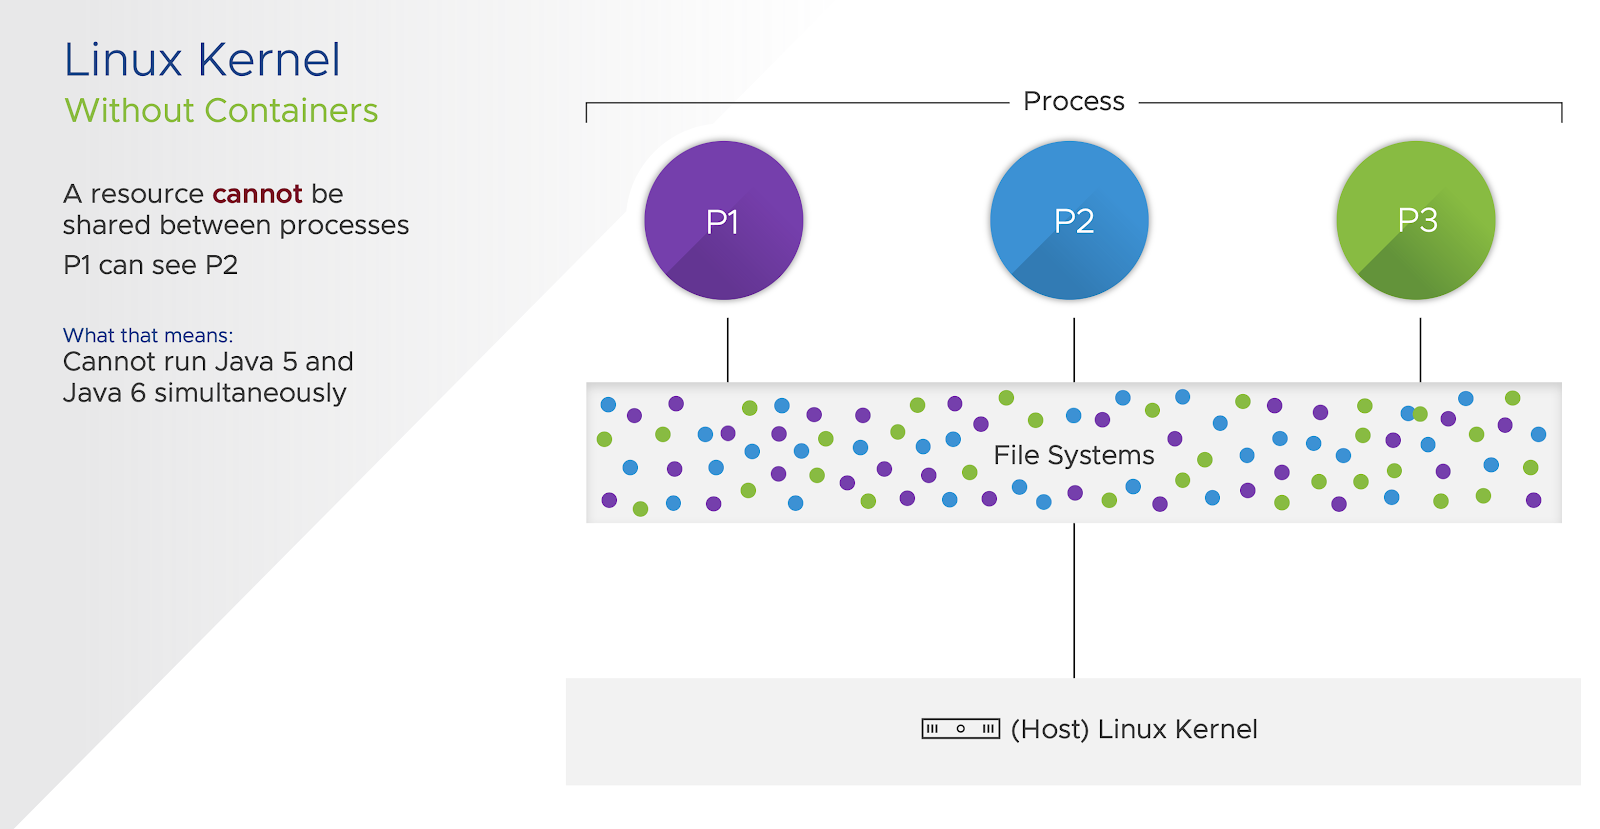 Linux Kernel
Without Containers
A resource cannot be
shared between processes
P1 can see P2
What that means:
Cannot run Java 5 and
Java 6 simultaneously
Process
P1
P2
P3
File Systems
(Host) Linux Kernel